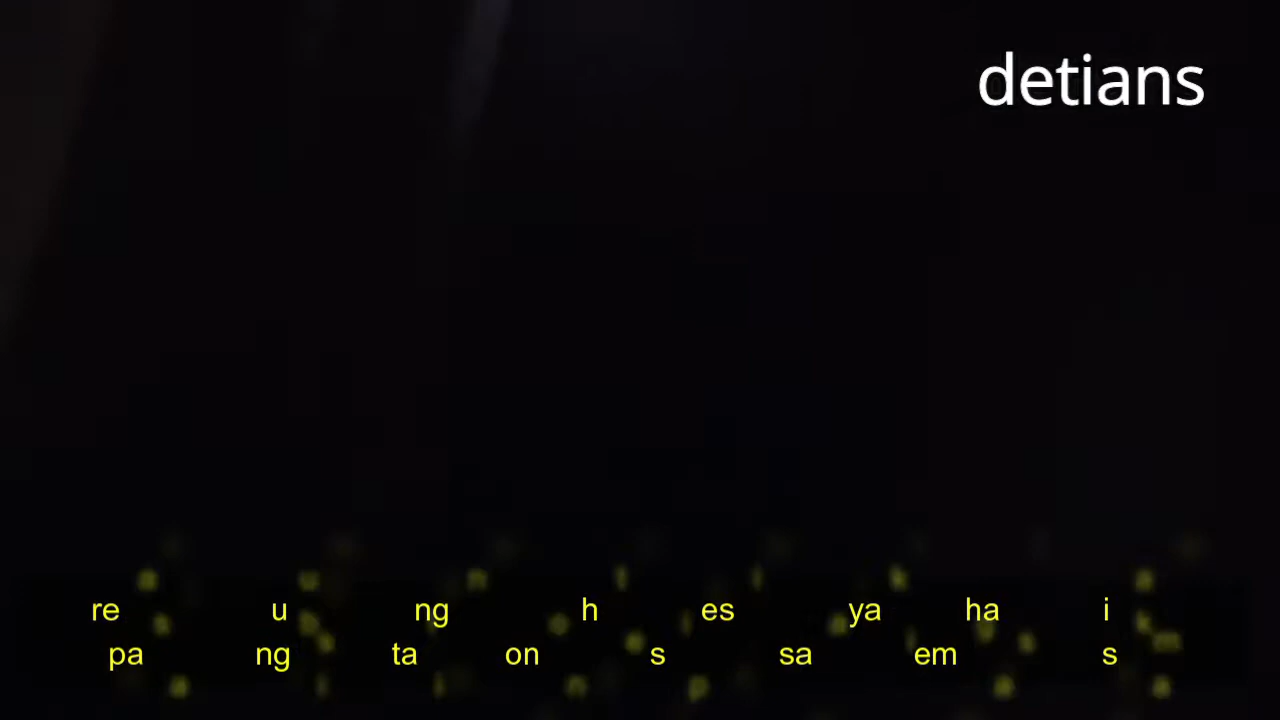 detians
re u ng h es ya ha i
pa ng ta on s sa em s